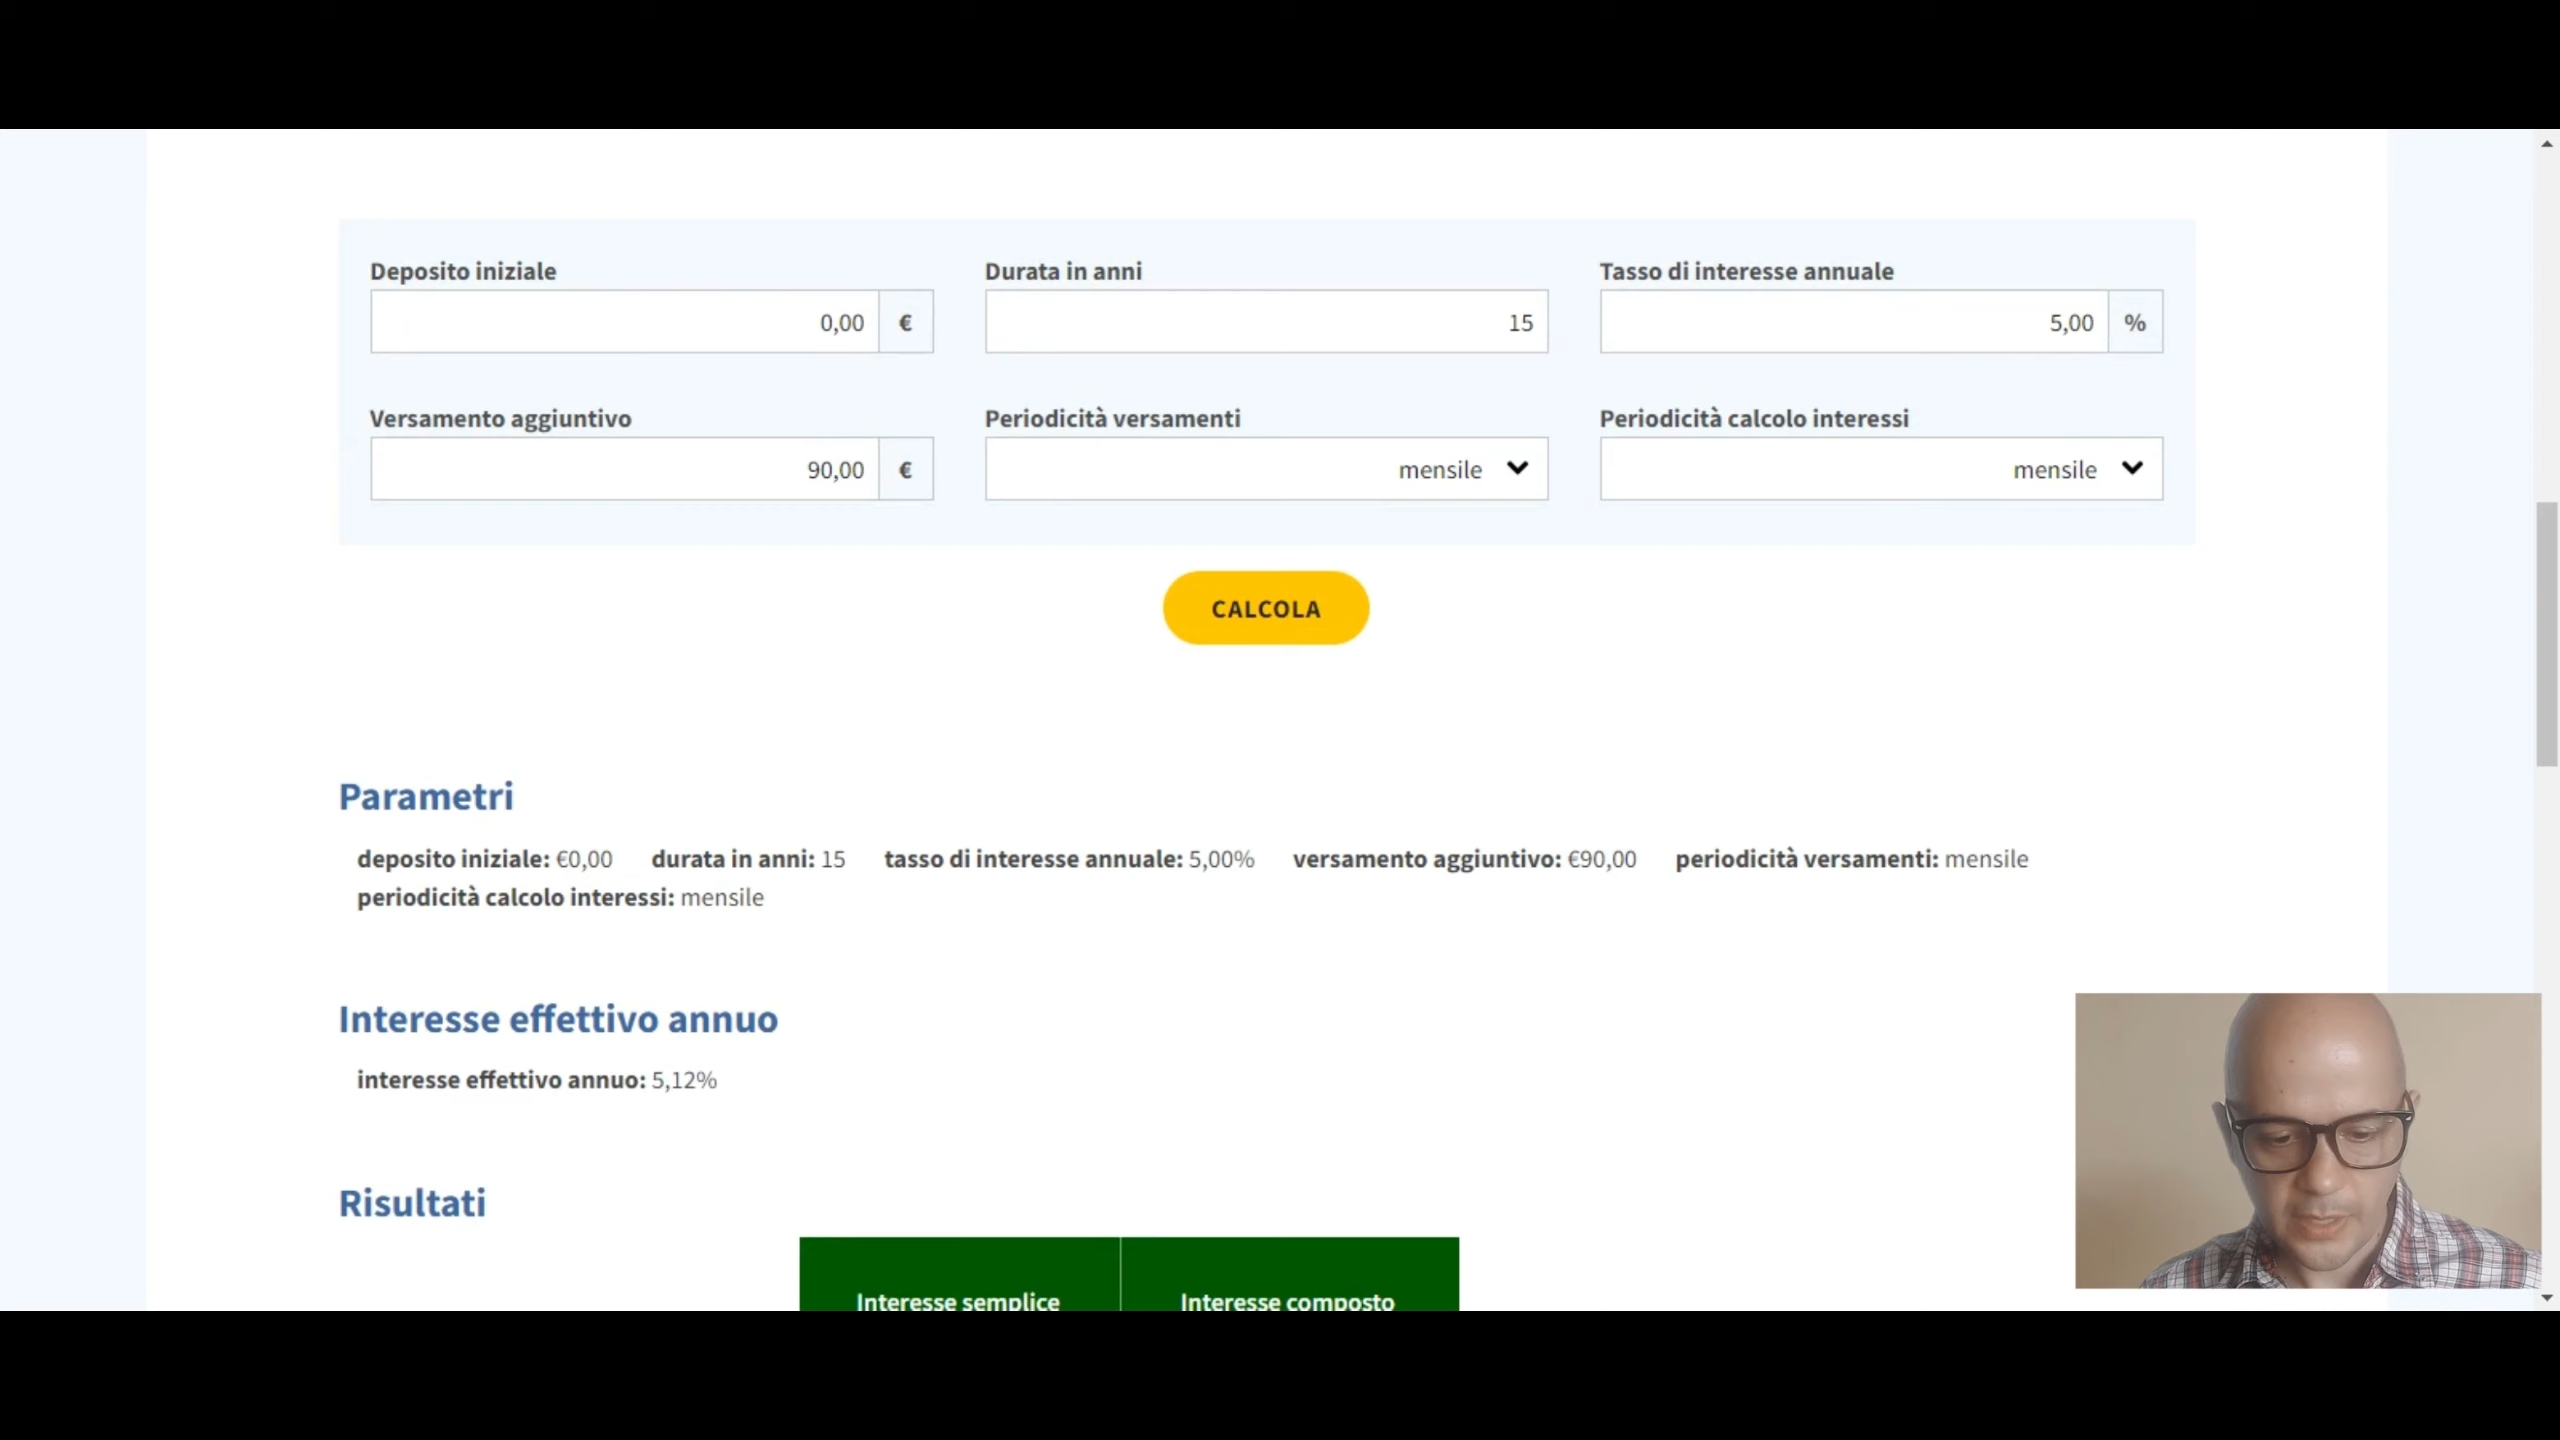 Deposito iniziale Durata in anni Tasso di interesse annuale
0,00 € 15 5,00 %
Versamento aggiuntivo Periodicità versamenti Periodicità calcolo interessi
90,00 € mensile mensile
CALCOLA
Parametri
deposito iniziale: €0,00 durata in anni: 15 tasso di interesse annuale: 5,00% versamento aggiuntivo: €90,00 periodicità versamenti: mensile
periodicità calcolo interessi: mensile
Interesse effettivo annuo
interesse effettivo annuo: 5,12%
Risultati
Interesse semplice Interesse composto